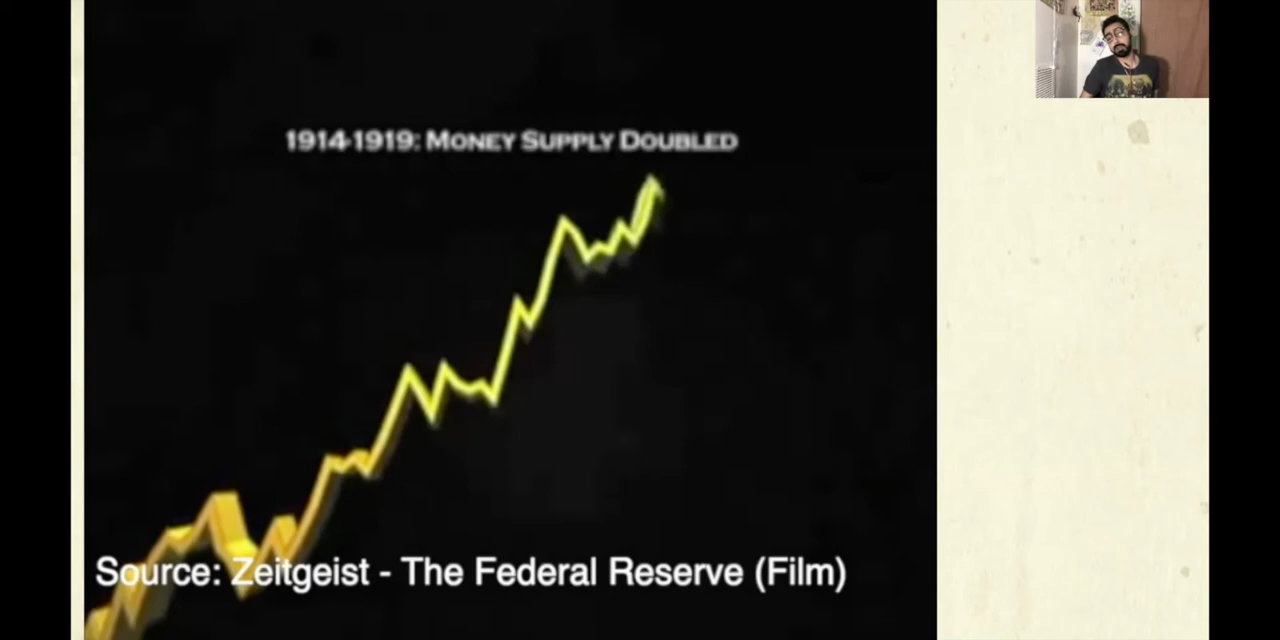 1914-1919: MONEY SUPPLY DOUBLED
Source: Zeitgeist - The Federal Reserve (Film)